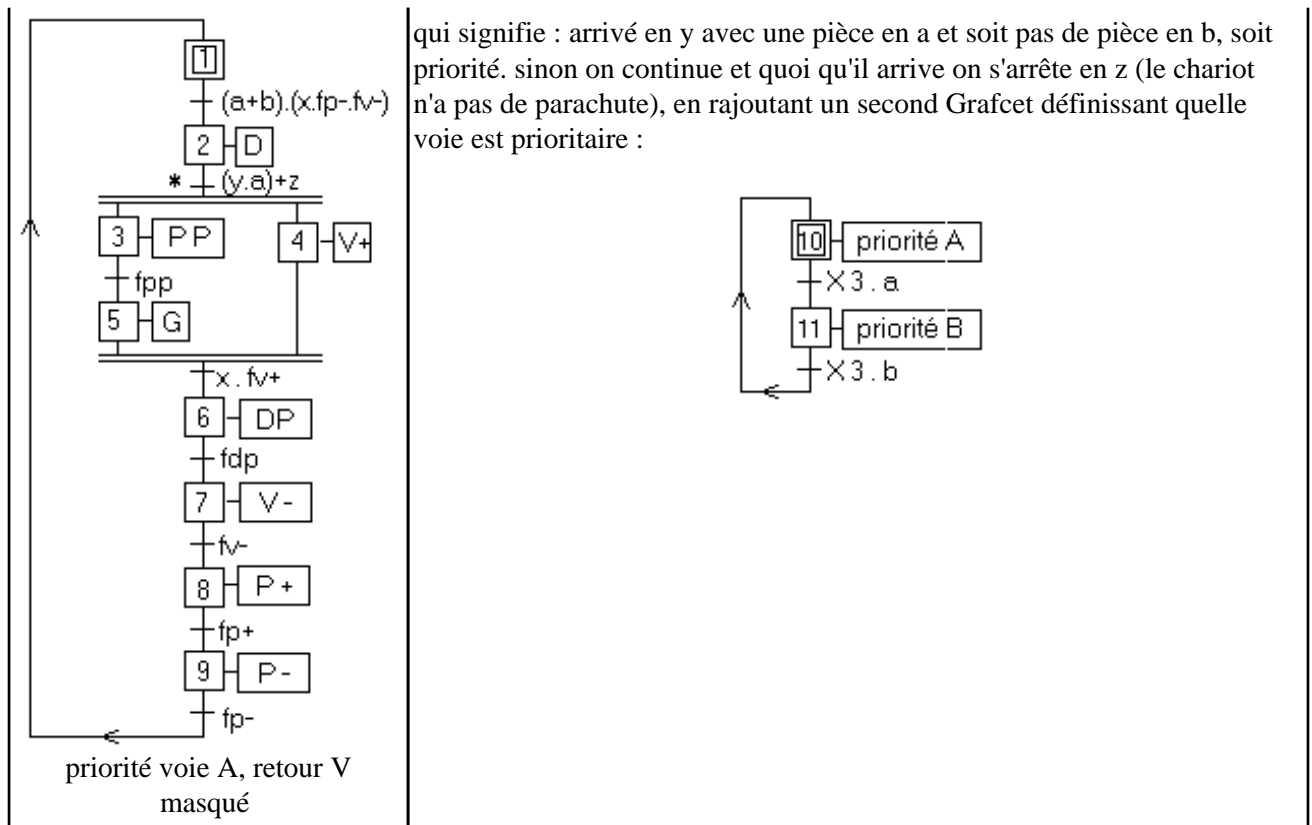 1
(a+b).(x.fp-.fv-)
2 D
* (y.a)+z
3 PP 4 V+
fpp
5 G
x.fv+
6 DP
fdp
7 V-
fv-
8 P+
fp+
9 P-
fp-
priorité voie A, retour V
masqué
qui signifie : arrivé en y avec une pièce en a et soit pas de pièce en b, soit
priorité. sinon on continue et quoi qu'il arrive on s'arrête en z (le chariot
n'a pas de parachute), en rajoutant un second Grafcet définissant quelle
voie est prioritaire :
10 priorité A
X3.a
11 priorité B
X3.b